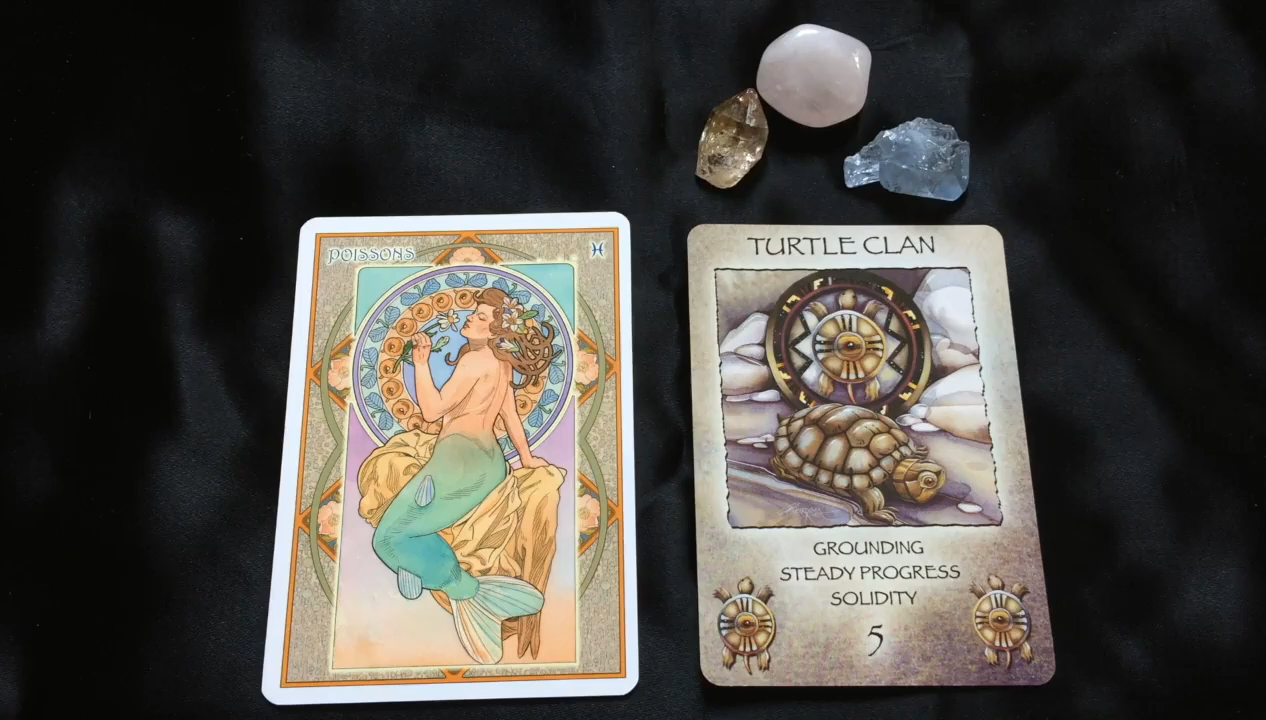 POISSONS
♓
TURTLE CLAN
GROUNDING
STEADY PROGRESS
SOLIDITY
5